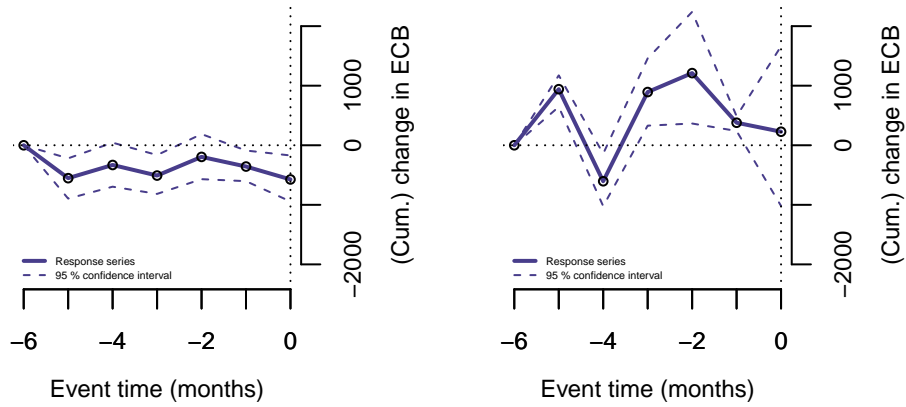 1000
0
−2000
(Cum.) change in ECB
Response series
95 % confidence interval
−6
−4
−2
0
Event time (months)
1000
0
−2000
(Cum.) change in ECB
Response series
95 % confidence interval
−6
−4
−2
0
Event time (months)